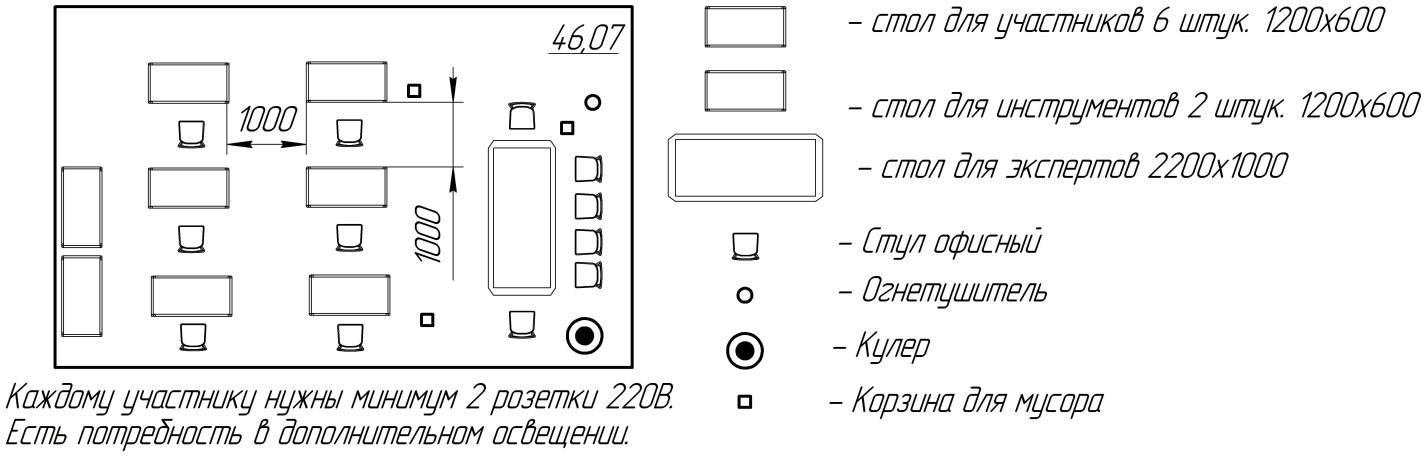 46,07
1000
1000
Каждому участнику нужны минимум 2 розетки 220В.
Есть потребность в дополнительном освещении.
– стол для участников 6 штук. 1200х600
– стол для инструментов 2 штук. 1200х600
– стол для экспертов 2200х1000
– Стул офисный
– Огнетушитель
– Кулер
– Корзина для мусора